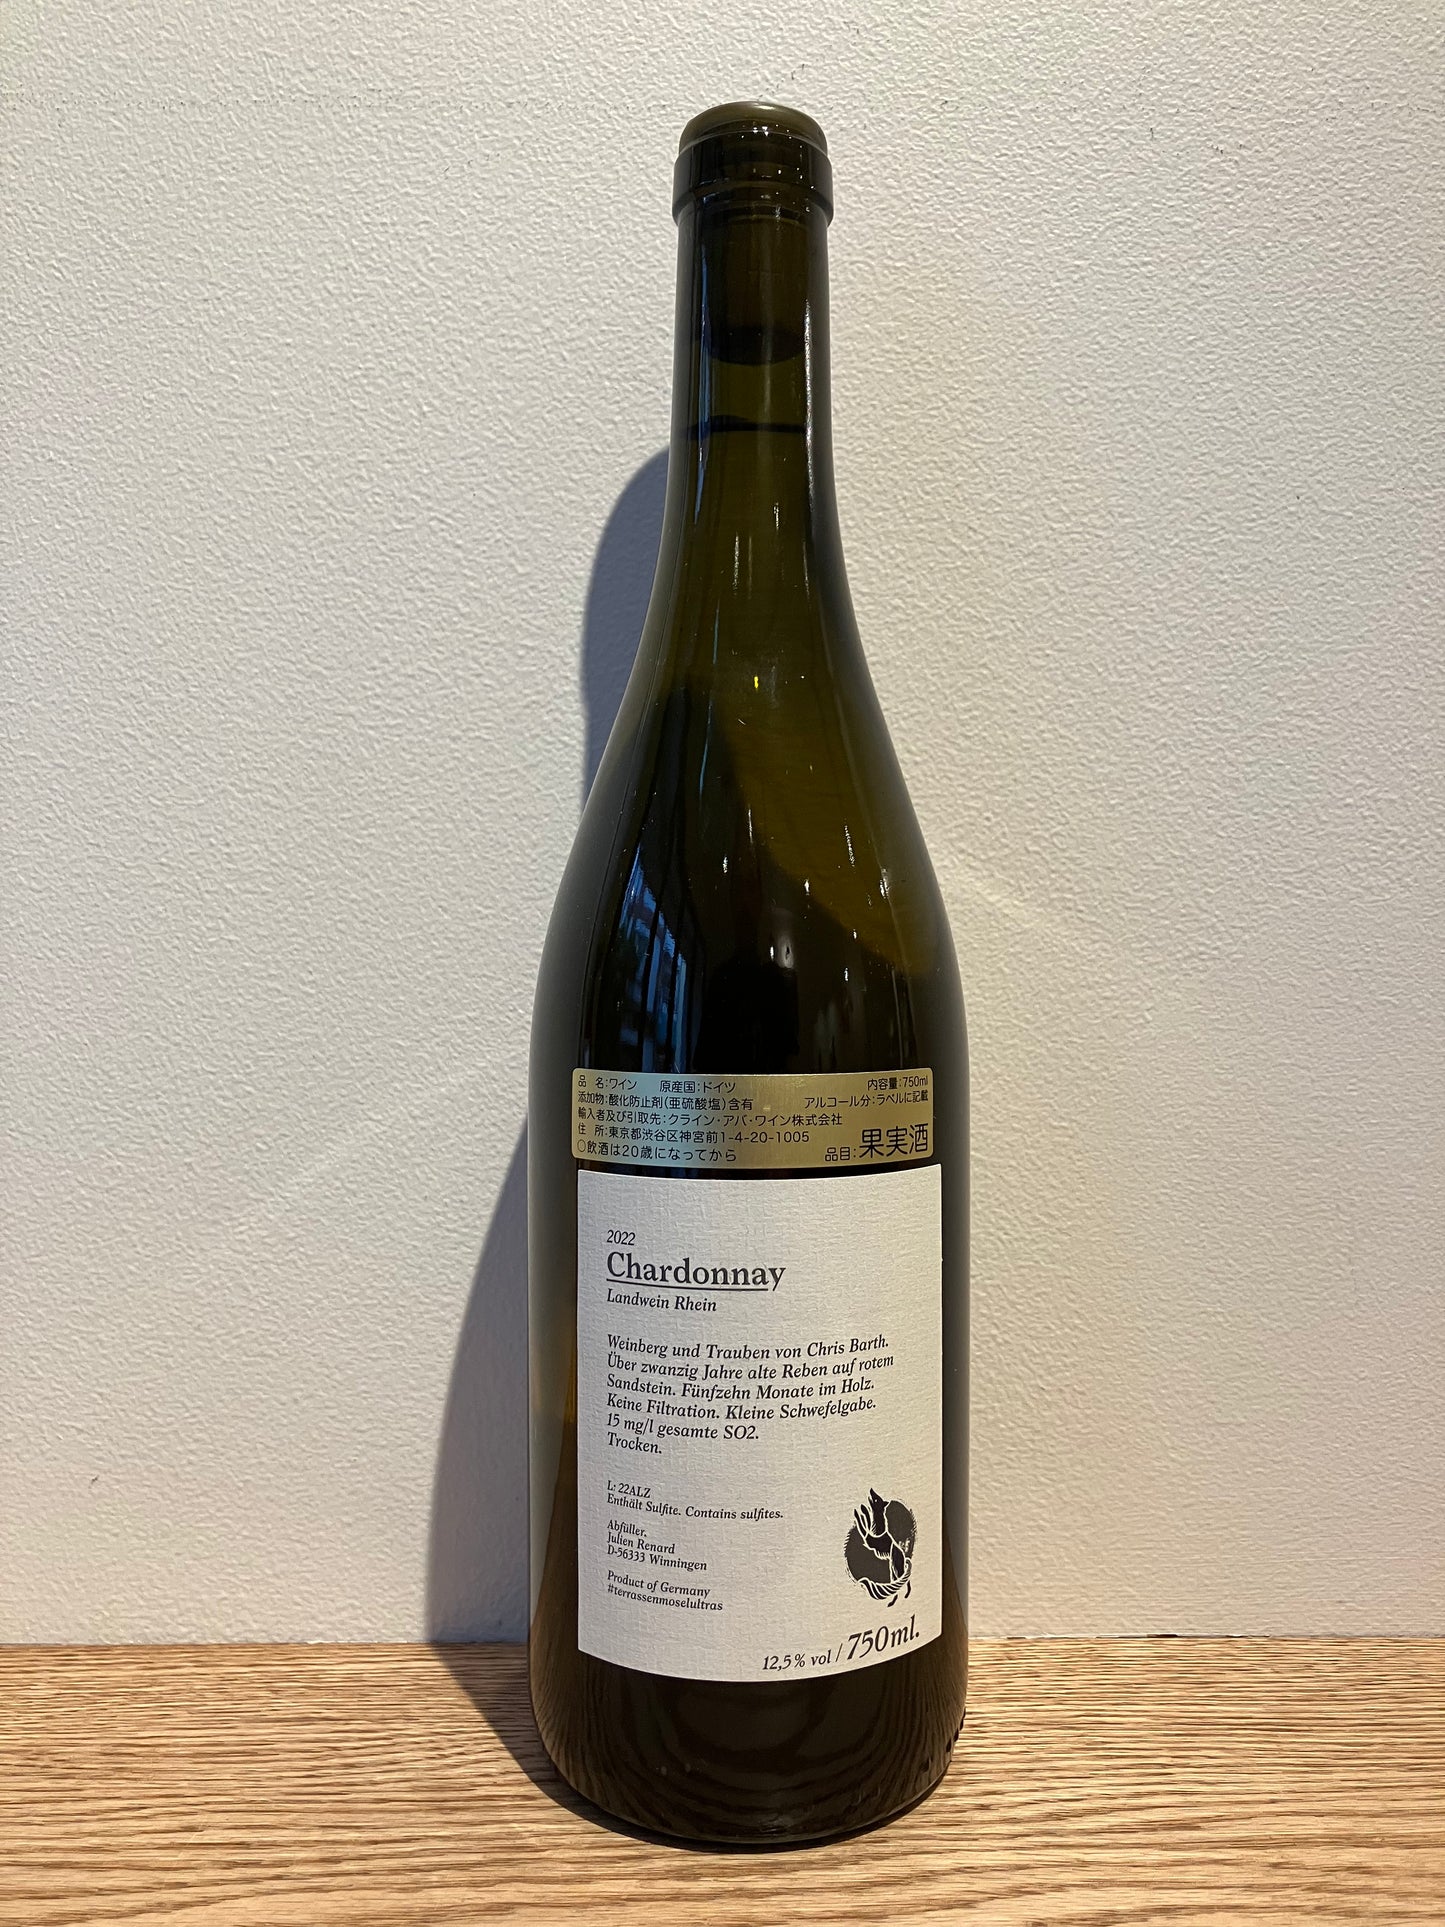 品 名:ワイン 原産国:ドイツ 内容量:750ml
添加物:酸化防止剤(亜硫酸塩)含有 アルコール分:ラベルに記載
輸入者及び引取先:クライン・アバ・ワイン株式会社
住 所:東京都渋谷区神宮前1-4-20-1005
○飲酒は20歳になってから 品目:果実酒
2022
Chardonnay
Landwein Rhein
Weinberg und Trauben von Chris Barth.
Über zwanzig Jahre alte Reben auf rotem
Sandstein. Fünfzehn Monate im Holz.
Keine Filtration. Kleine Schwefelgabe.
15 mg/l gesamte SO2.
Trocken.
L: 22ALZ
Enthält Sulfite. Contains sulfites.
Abfüller,
Julien Renard
D-56333 Winningen
Product of Germany
#terrassenmoselultras
12,5% vol / 750ml.